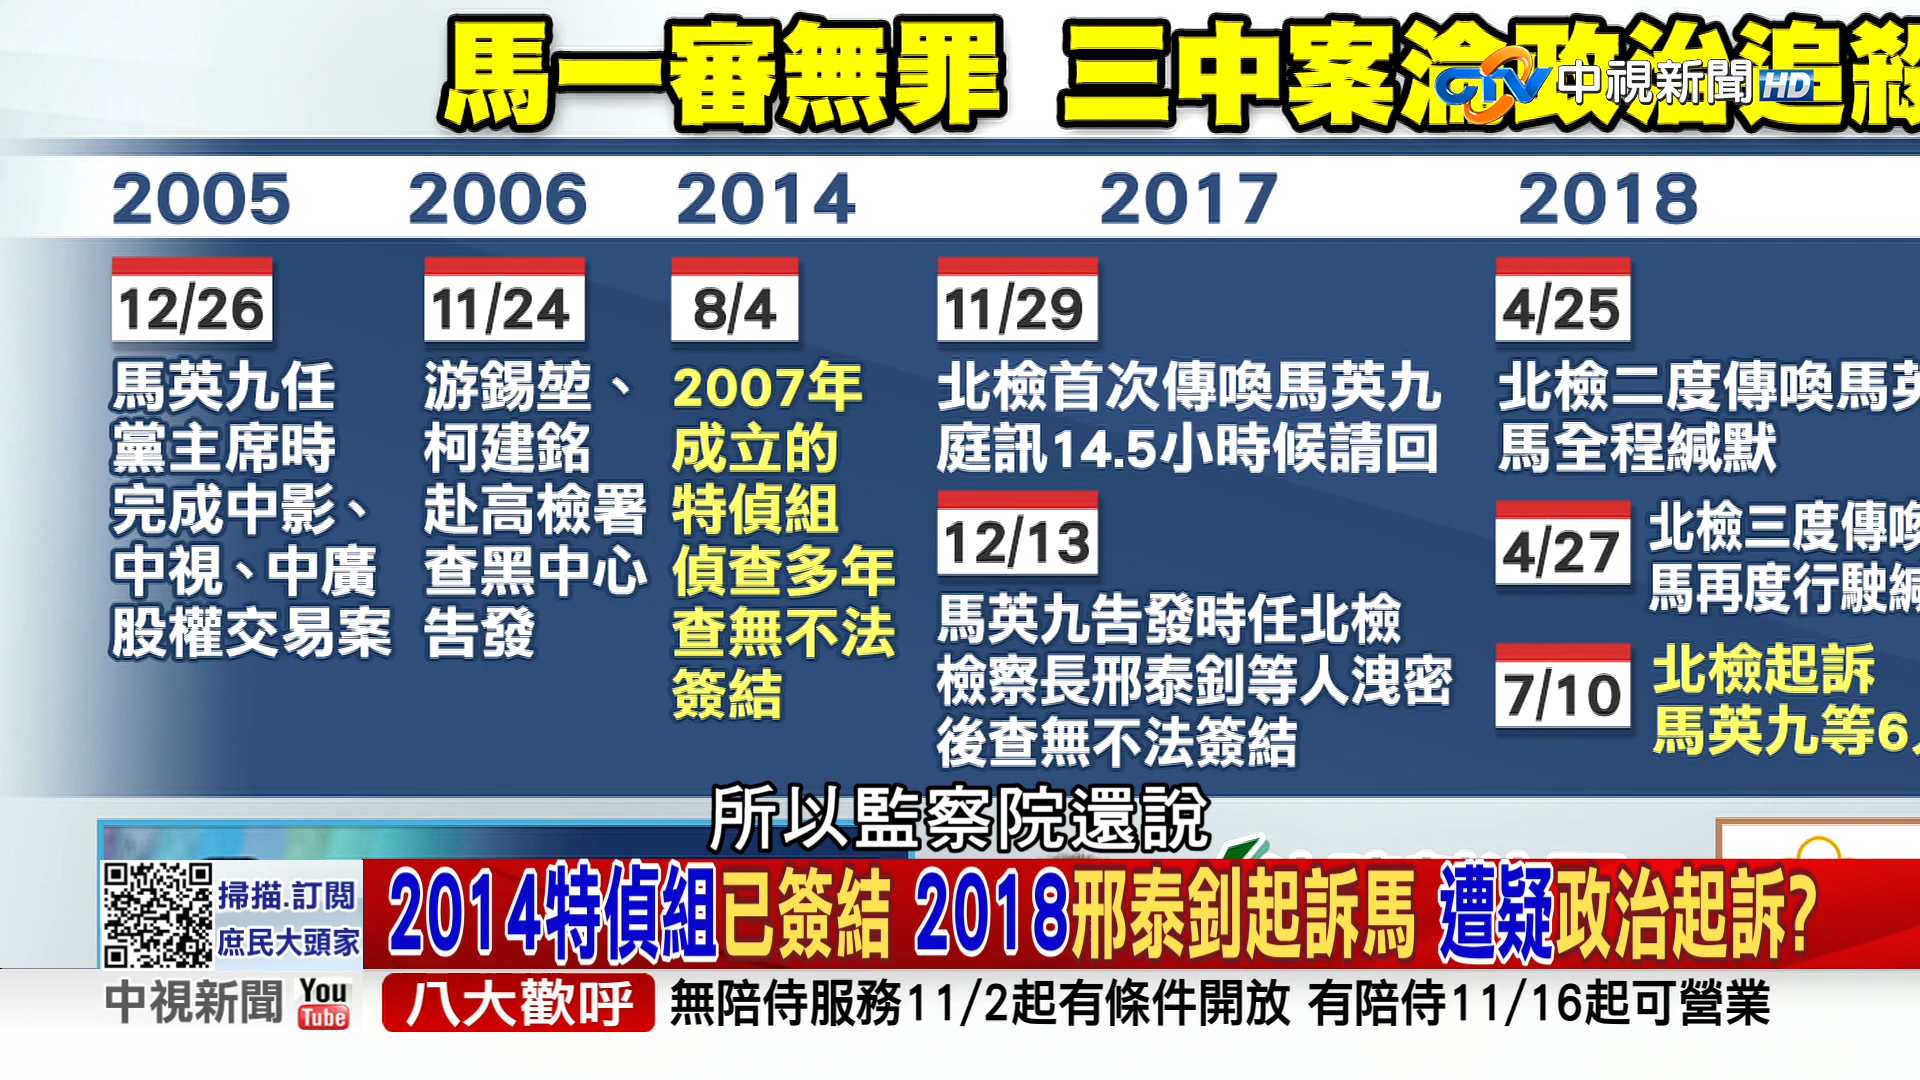 馬一審無罪 三中案淪政治追殺
CTV 中視新聞 HD
2005
2006
2014
2017
2018
12/26
馬英九任
黨主席時
完成中影、
中視、中廣
股權交易案
11/24
游錫堃、
柯建銘
赴高檢署
查黑中心
告發
8/4
2007年
成立的
特偵組
偵查多年
查無不法
簽結
11/29
北檢首次傳喚馬英九
庭訊14.5小時候請回
12/13
馬英九告發時任北檢
檢察長邢泰釗等人洩密
後查無不法簽結
4/25
北檢二度傳喚馬英
馬全程緘默
4/27
北檢三度傳喚
馬再度行駛緘
7/10
北檢起訴
馬英九等6人
所以監察院還說
掃描.訂閱
庶民大頭家
2014特偵組已簽結 2018邢泰釗起訴馬 遭疑政治起訴?
中視新聞 You Tube
八大歡呼 無陪侍服務11/2起有條件開放 有陪侍11/16起可營業